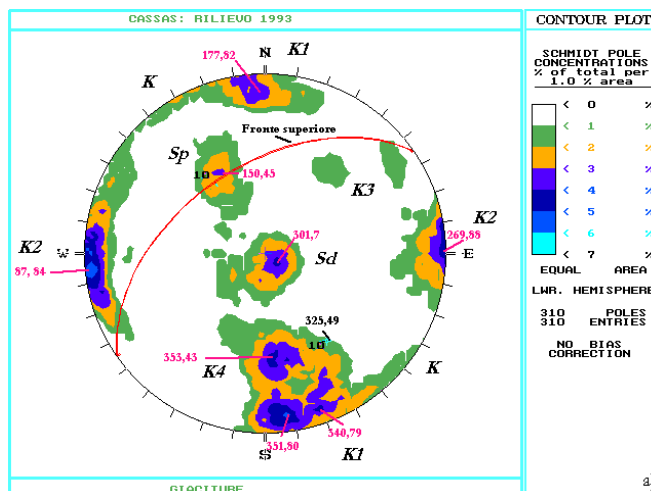 CASSAS: RILIEVO 1993
CONTOUR PLOT
177,82
N
K1
K
SCHMIDT POLE
CONCENTRATIONS
% of total per
1.0 % area
Fronte superiore
< 0 %
< 1 %
< 2 %
< 3 %
< 4 %
< 5 %
< 6 %
< 7 %
Sp
10
150,45
K3
K2
W
87, 84
301,7
Sd
K2
269,88
E
EQUAL AREA
LWR. HEMISPHERE
310 POLES
310 ENTRIES
NO BIAS
CORRECTION
325,49
10
353,43
K4
K
340,79
351,80
S
K1
GIACITURE
a